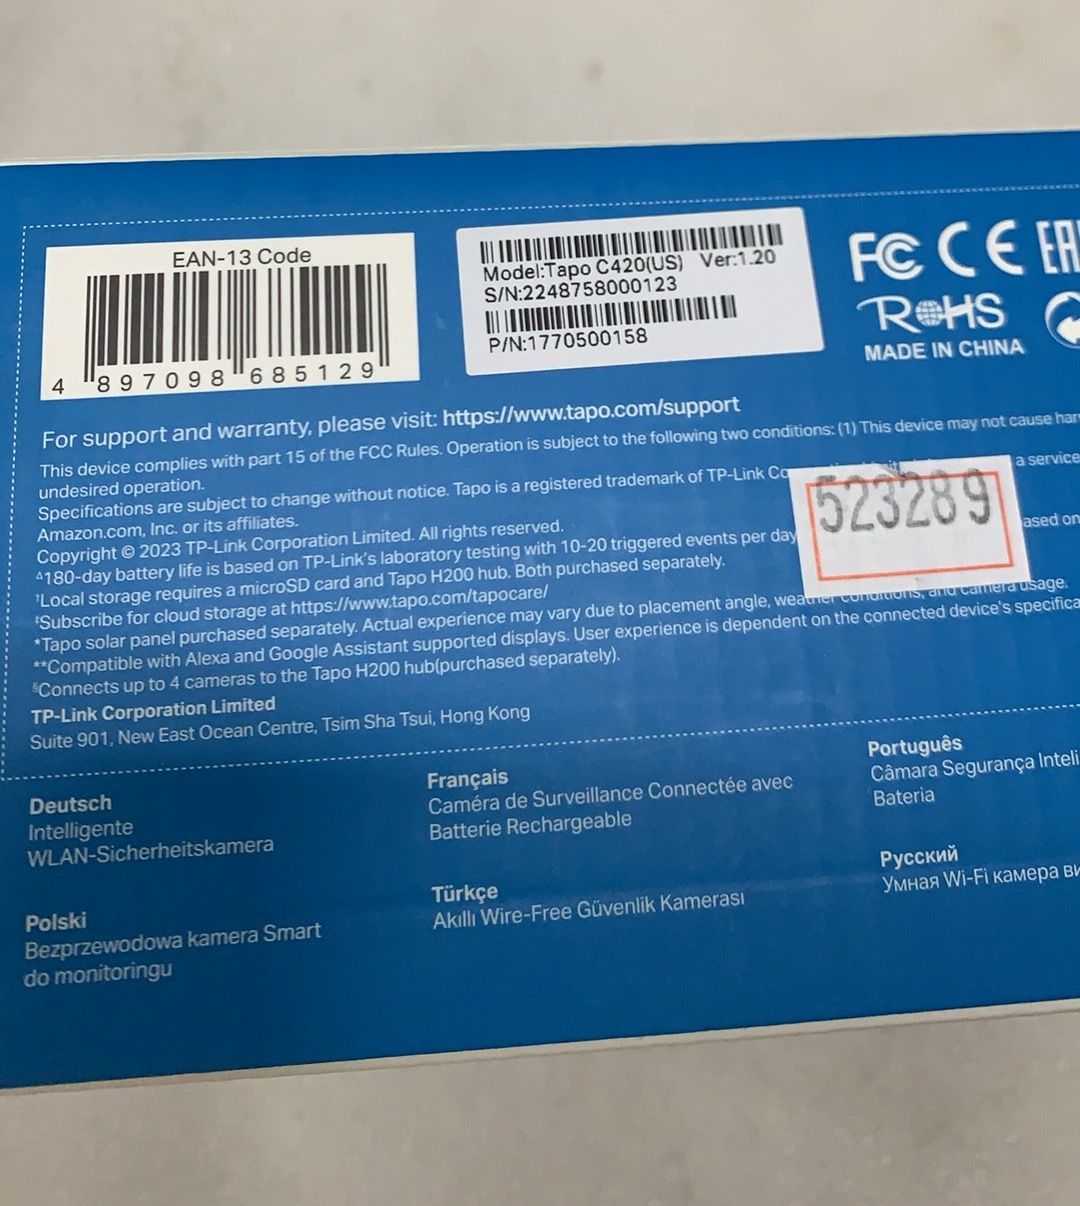 EAN-13 Code
4 897098 685129
Model:Tapo C420(US) Ver:1.20
S/N:2248758000123
P/N:1770500158
FC CE EAC
RoHS
MADE IN CHINA
For support and warranty, please visit: https://www.tapo.com/support
This device complies with part 15 of the FCC Rules. Operation is subject to the following two conditions: (1) This device may not cause
undesired operation.
Specifications are subject to change without notice. Tapo is a registered trademark of TP-Link a service
Amazon.com, Inc. or its affiliates.
Copyright © 2023 TP-Link Corporation Limited. All rights reserved.
523289
∆180-day battery life is based on TP-Link's laboratory testing with 10-20 triggered events per day on
†Local storage requires a microSD card and Tapo H200 hub. Both purchased separately.
‡Subscribe for cloud storage at https://www.tapo.com/tapocare/
*Tapo solar panel purchased separately. Actual experience may vary due to placement angle, weather conditions, and camera usage.
**Compatible with Alexa and Google Assistant supported displays. User experience is dependent on the connected device's
§Connects up to 4 cameras to the Tapo H200 hub(purchased separately).
TP-Link Corporation Limited
Suite 901, New East Ocean Centre, Tsim Sha Tsui, Hong Kong
Deutsch
Intelligente
WLAN-Sicherheitskamera
Français
Caméra de Surveillance Connectée avec
Batterie Rechargeable
Português
Câmara Segurança
Bateria
Polski
Bezprzewodowa kamera Smart
do monitoringu
Türkçe
Akıllı Wire-Free Güvenlik Kamerası
Русский
Умная Wi-Fi камера